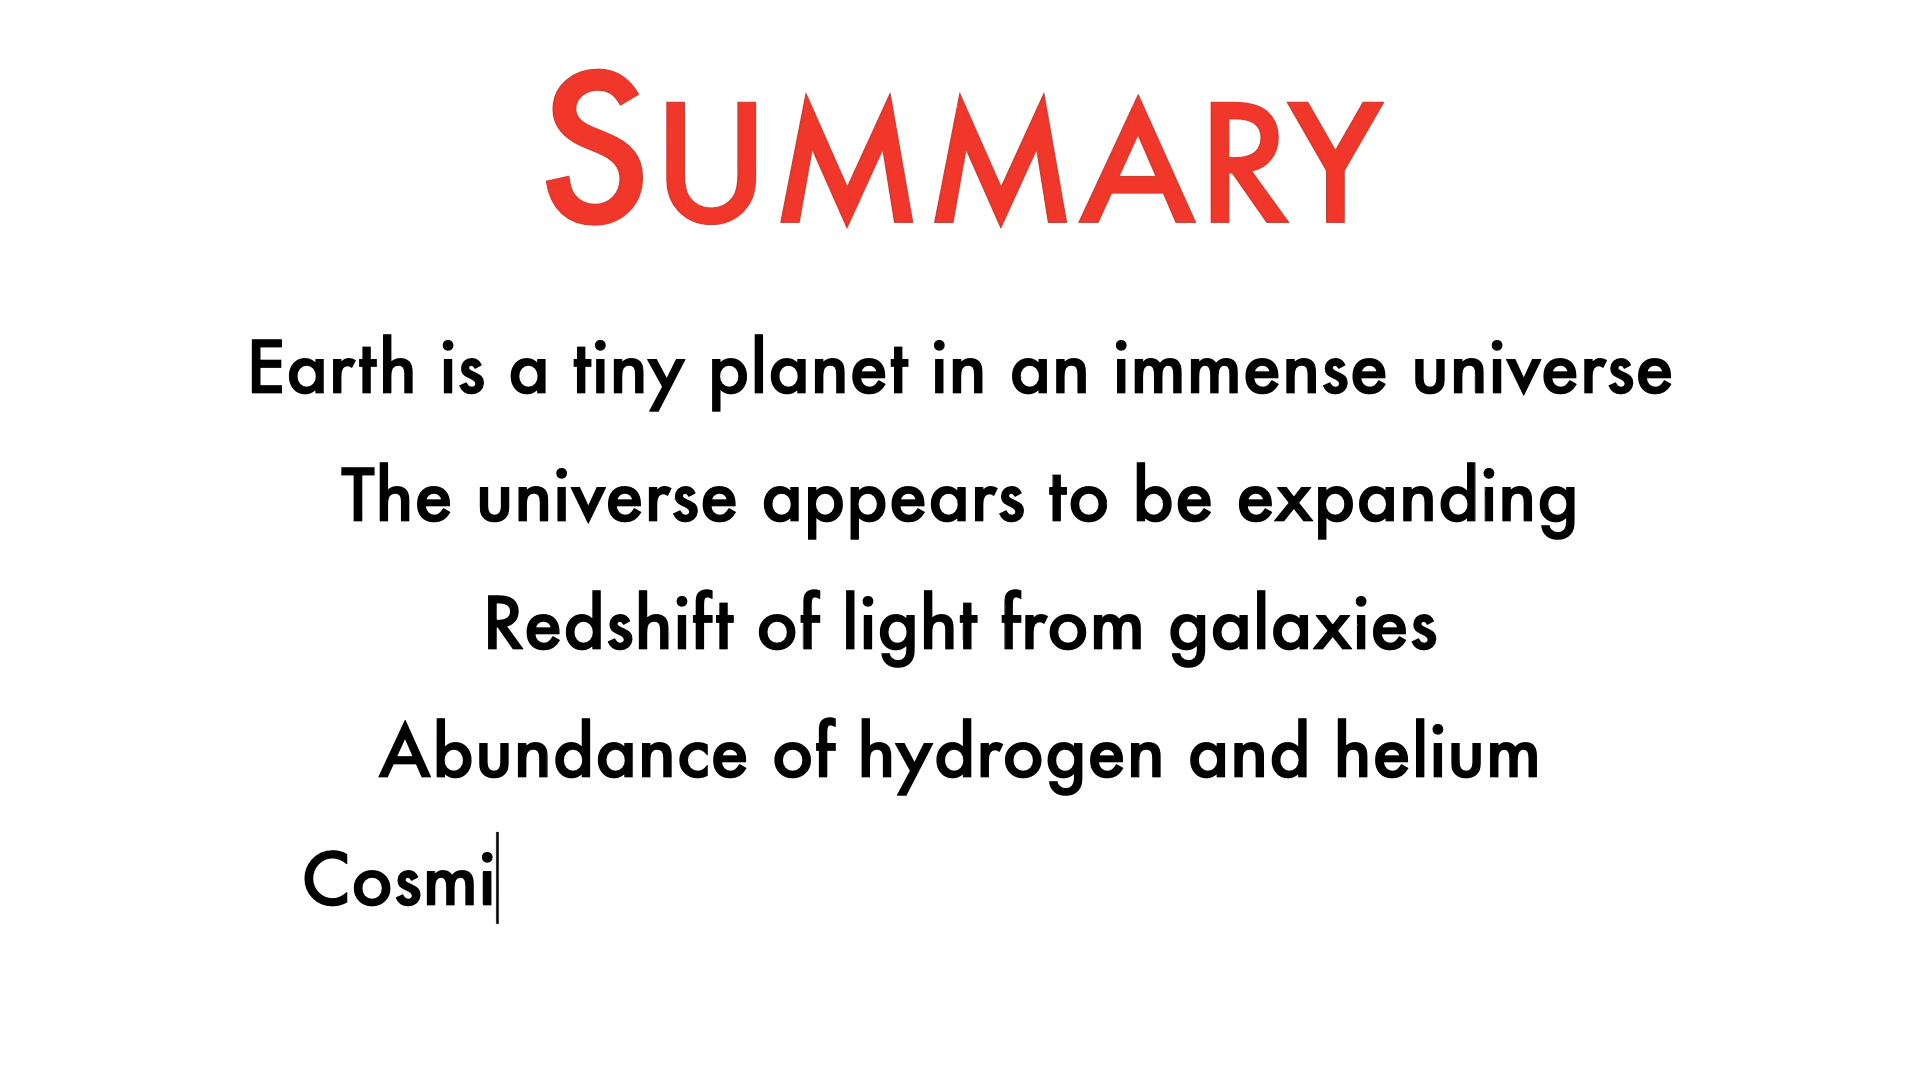 SUMMARY
Earth is a tiny planet in an immense universe
The universe appears to be expanding
Redshift of light from galaxies
Abundance of hydrogen and helium
Cosmi